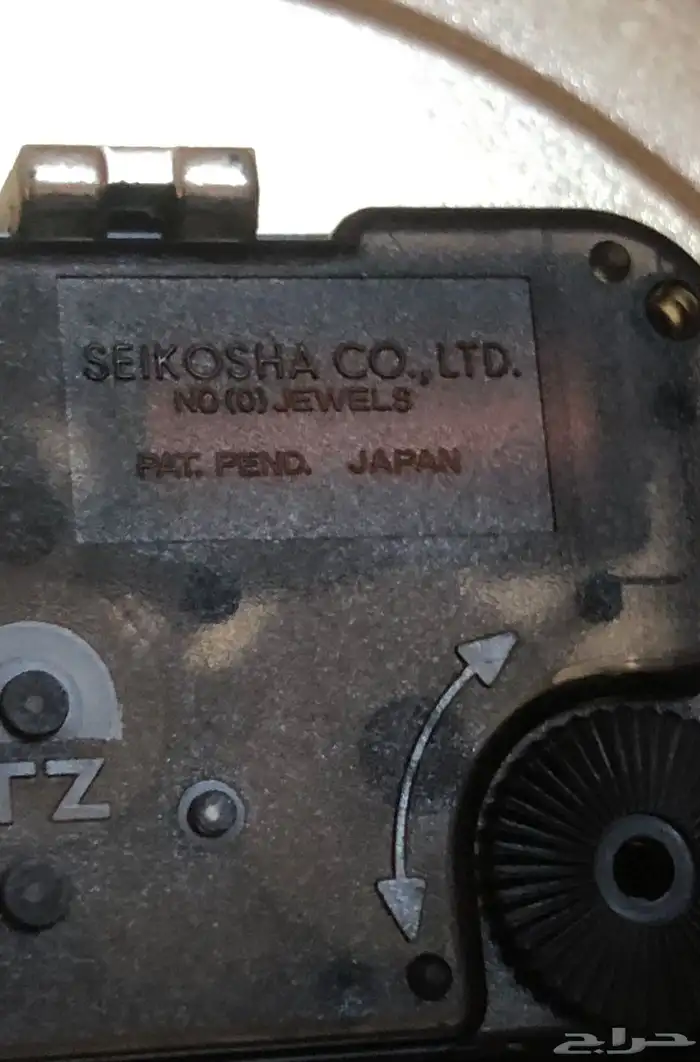 SEIKOSHA CO., LTD.
NO (0) JEWELS
PAT. PEND. JAPAN
TZ
حراج